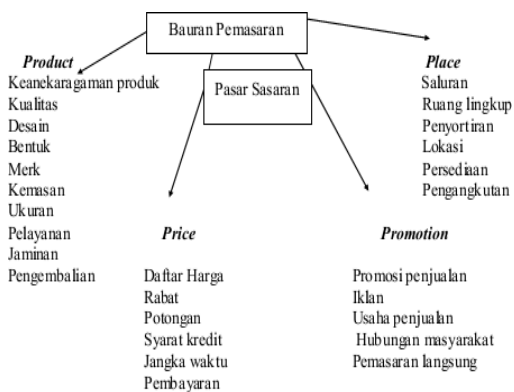 Bauran Pemasaran
Pasar Sasaran
Product
Keanekaragaman produk
Kualitas
Desain
Bentuk
Merk
Kemasan
Ukuran
Pelayanan
Jaminan
Pengembalian
Price
Daftar Harga
Rabat
Potongan
Syarat kredit
Jangka waktu
Pembayaran
Promotion
Promosi penjualan
Iklan
Usaha penjualan
Hubungan masyarakat
Pemasaran langsung
Place
Saluran
Ruang lingkup
Penyortiran
Lokasi
Persediaan
Pengangkutan